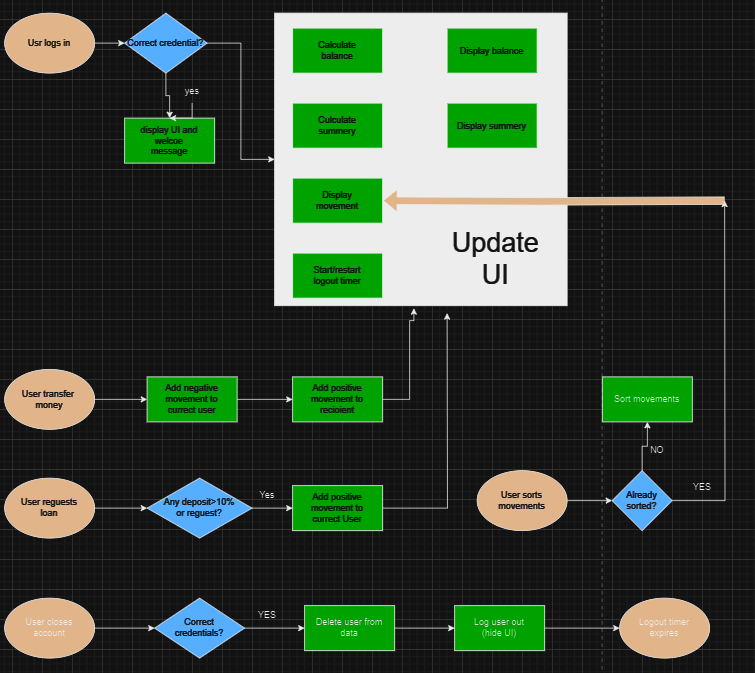 Usr logs in
Correct credential?
yes
display UI and
welcoe
message
Calculate
balance
Display balance
Calculate
summery
Display summery
Display
movement
Start/restart
logout timer
Update
UI
User transfer
money
Add negative
movement to
currect user
Add positive
movement to
recioient
Sort movements
NO
User reguests
loan
Any deposit>10%
or reguest?
Yes
Add positive
movement to
currect User
User sorts
movements
Already
sorted?
YES
User closes
account
Correct
credentials?
YES
Delete user from
data
Log user out
(hide UI)
Logout timer
expires